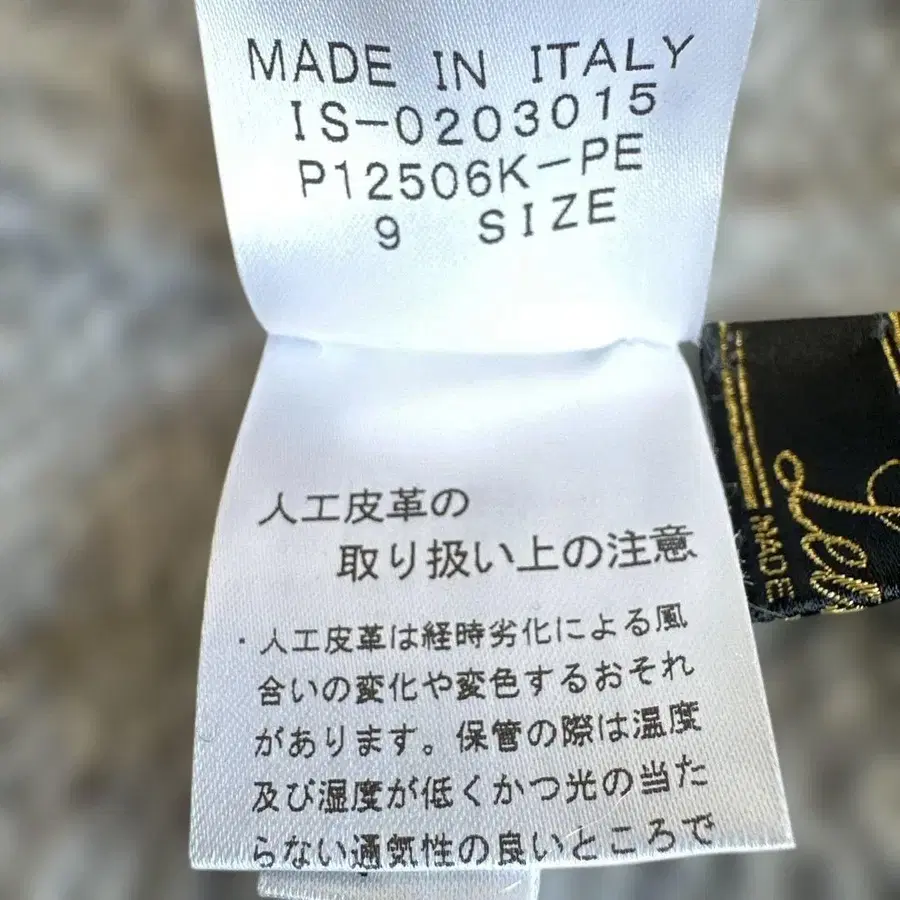 MADE IN ITALY
IS-0203015
P12506K-PE
9 SIZE
人工皮革の
取り扱い上の注意
・人工皮革は経時劣化による風
合いの変化や変色するおそれ
があります。保管の際は温度
及び湿度が低くかつ光の当た
らない通気性の良いところで
MADE